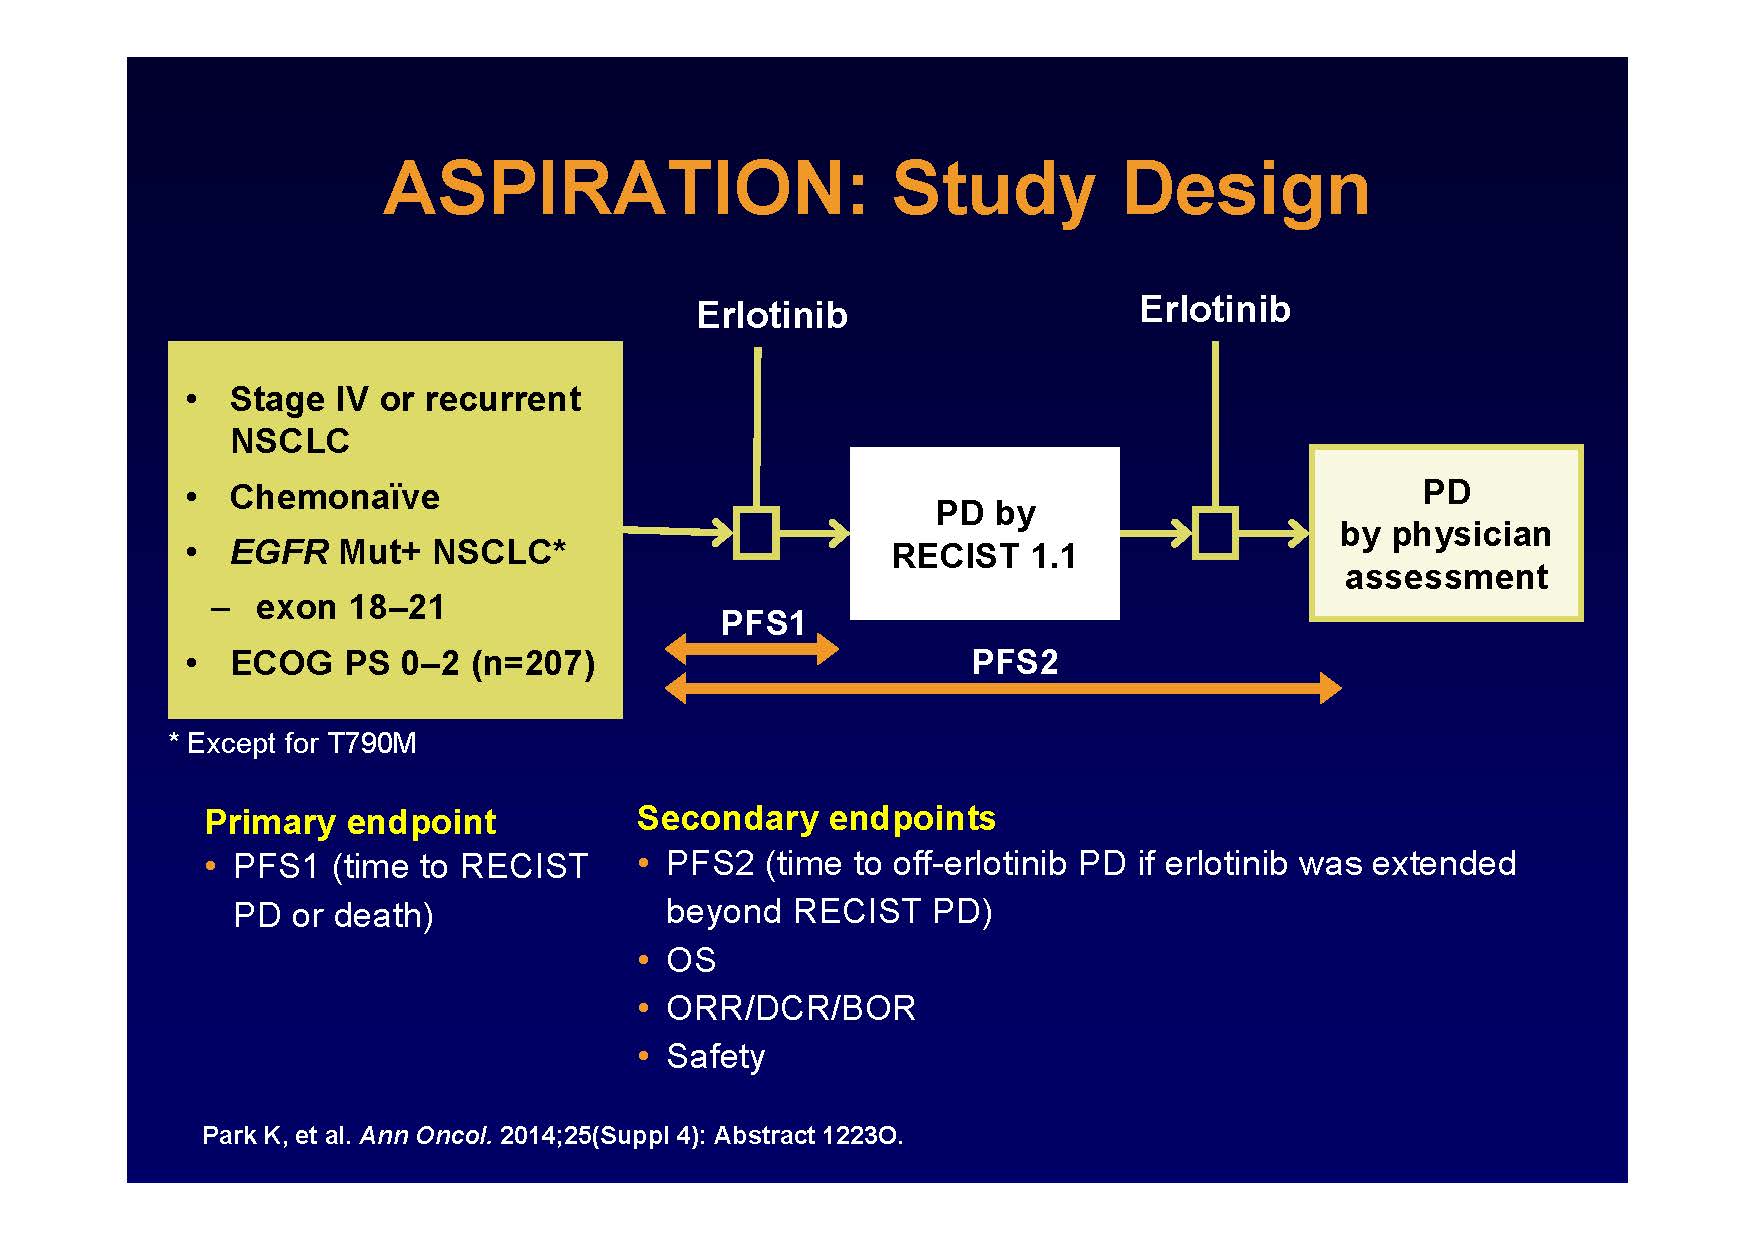 ASPIRATION: Study Design
Erlotinib
Erlotinib
• Stage IV or recurrent
NSCLC
• Chemonaïve
• EGFR Mut+ NSCLC*
– exon 18–21
• ECOG PS 0–2 (n=207)
PD by
RECIST 1.1
PD
by physician
assessment
PFS1
PFS2
* Except for T790M
Primary endpoint
• PFS1 (time to RECIST
PD or death)
Secondary endpoints
• PFS2 (time to off-erlotinib PD if erlotinib was extended
beyond RECIST PD)
• OS
• ORR/DCR/BOR
• Safety
Park K, et al. Ann Oncol. 2014;25(Suppl 4): Abstract 1223O.